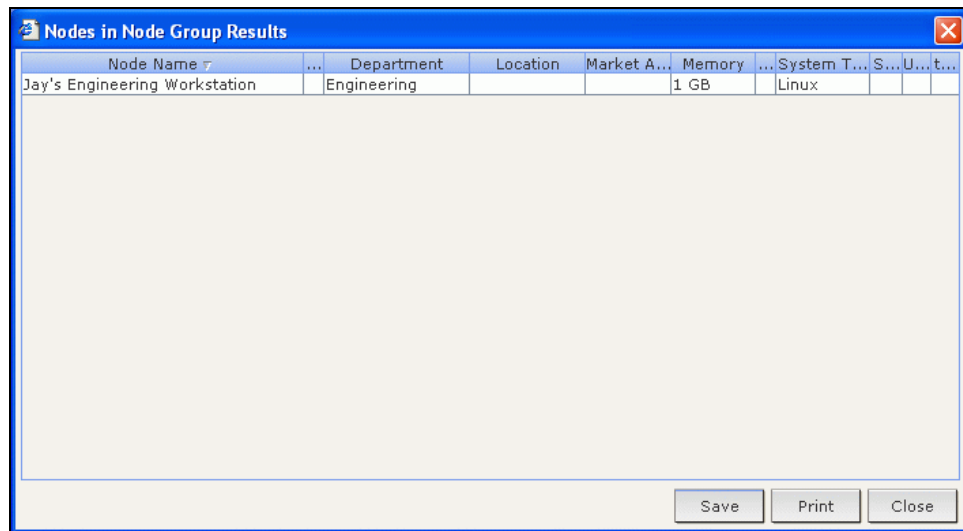 Nodes in Node Group Results
Node Name ... Department Location Market A... Memory ... System T... S... U... t...
Jay's Engineering Workstation Engineering 1 GB Linux
Save Print Close